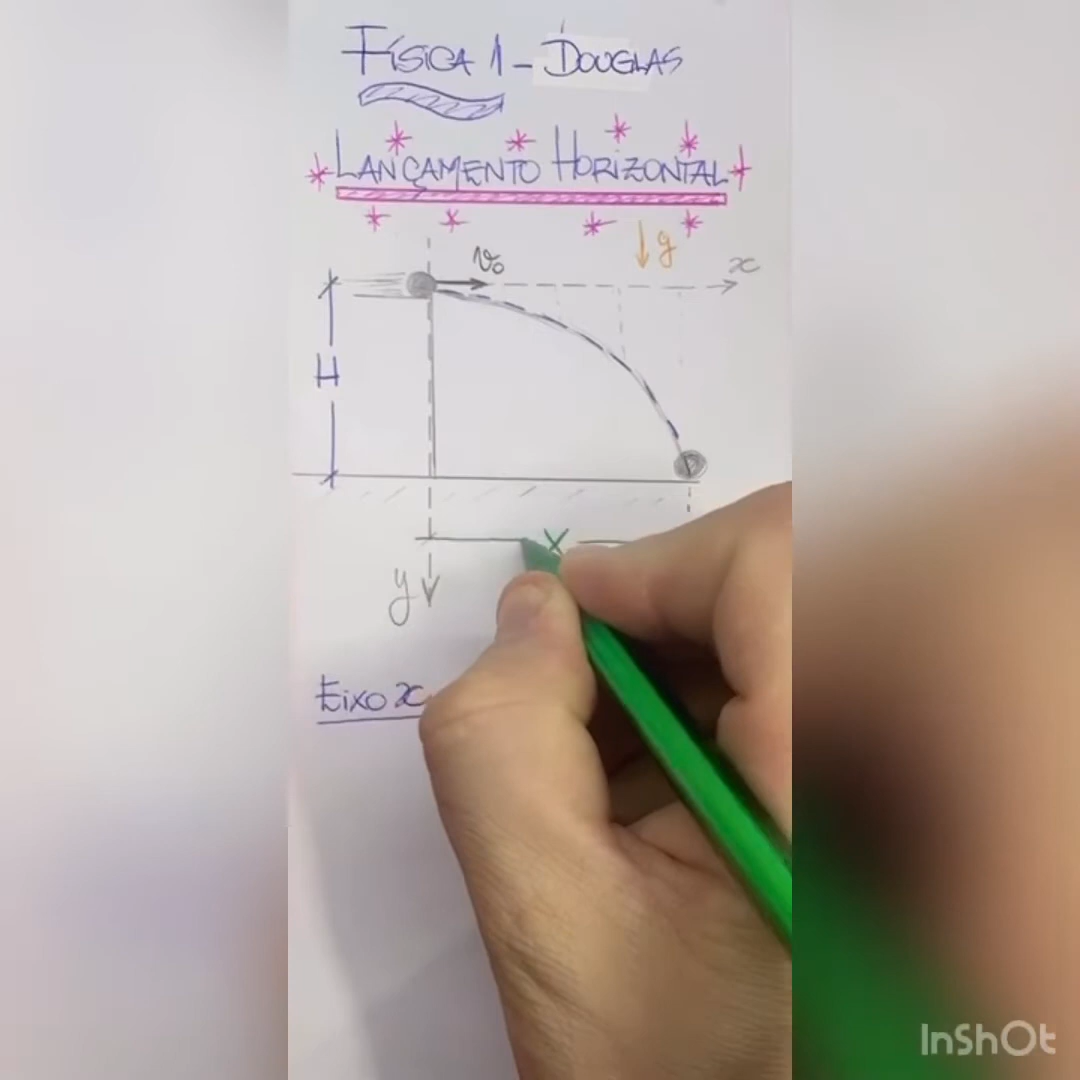 FÍSICA 1 - DOUGLAS
LANÇAMENTO HORIZONTAL
g
v₀
x
H
X
y
EIXO x
InShOt